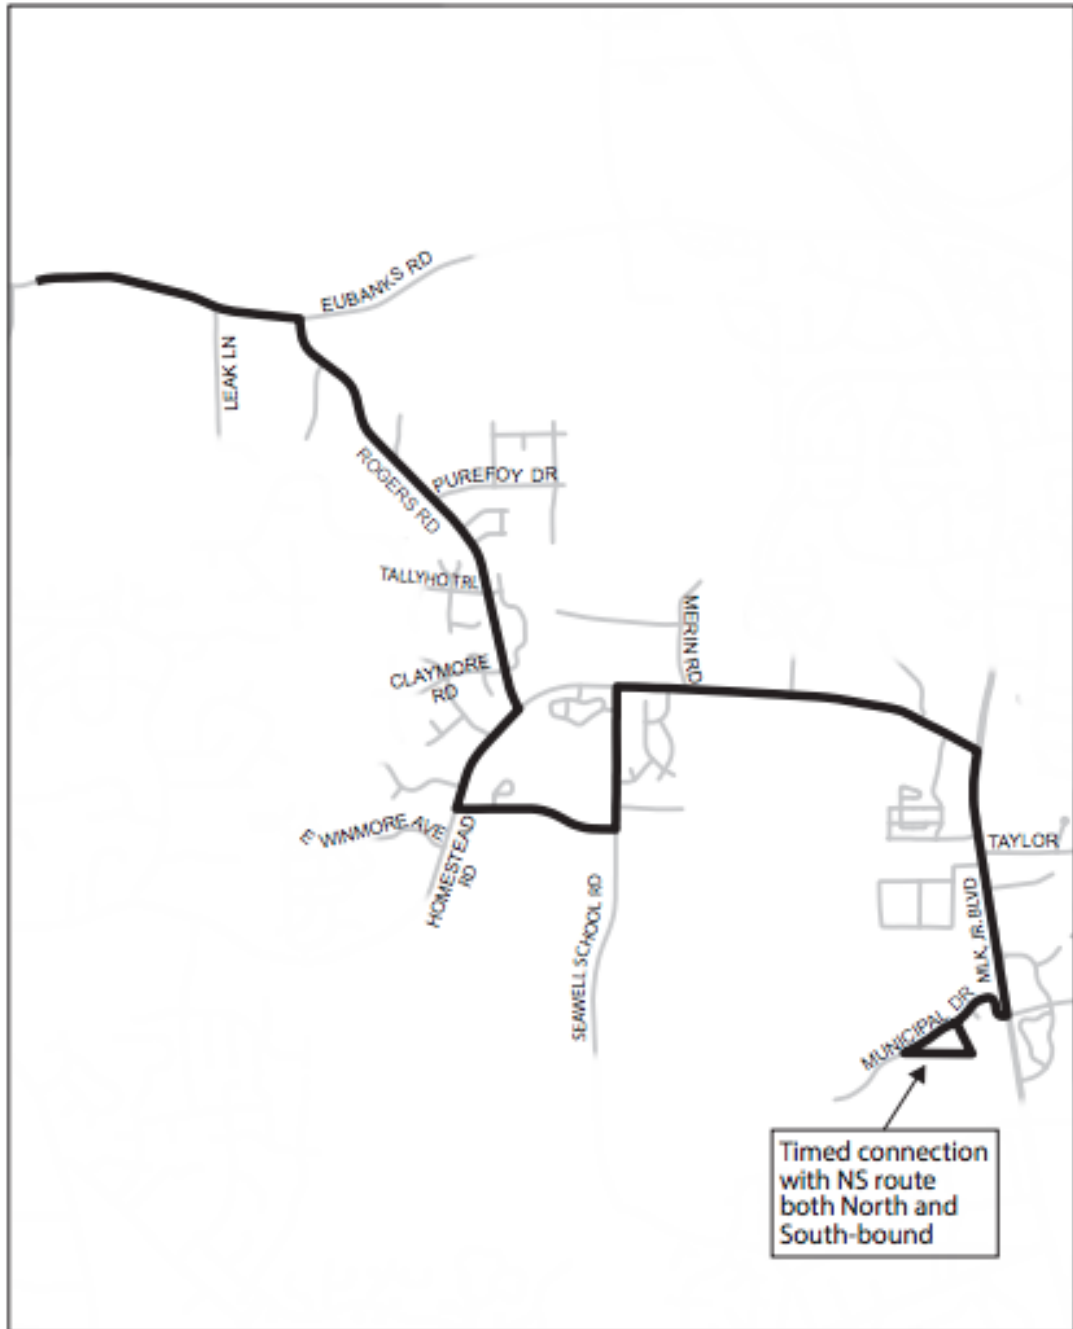 EUBANKS RD
LEAK LN
ROGERS RD
PUREFOY DR
TALLYHO TRL
MERIN RD
CLAYMORE
RD
E WINMORE AVE
HOMESTEAD
RD
TAYLOR
SEAWELL SCHOOL RD
MLK. JR. BLVD
MUNICIPAL DR
Timed connection
with NS route
both North and
South-bound